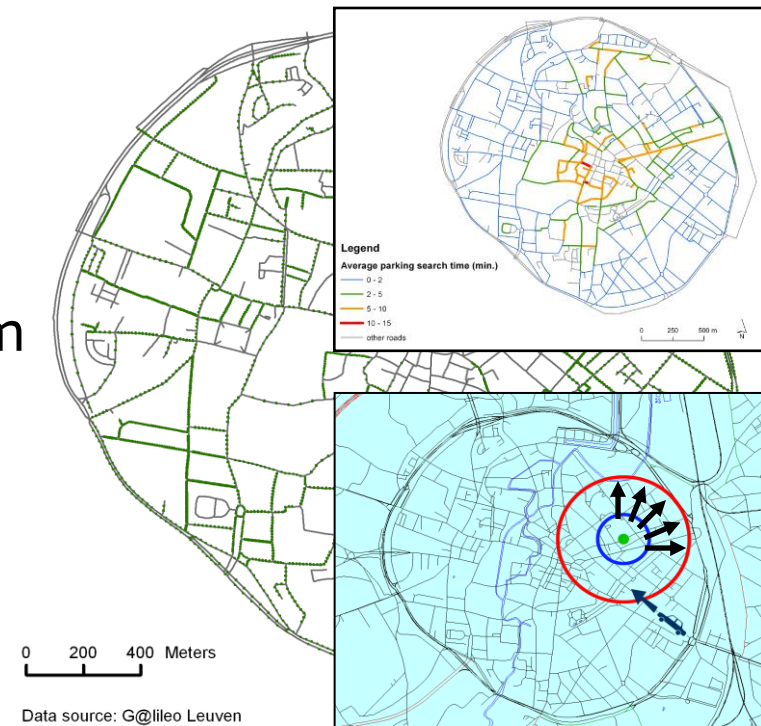 Legend
Average parking search time (min.)
0 - 2
2 - 5
5 - 10
10 - 15
other roads
0 250 500 m
N
m
0 200 400 Meters
Data source: G@lileo Leuven